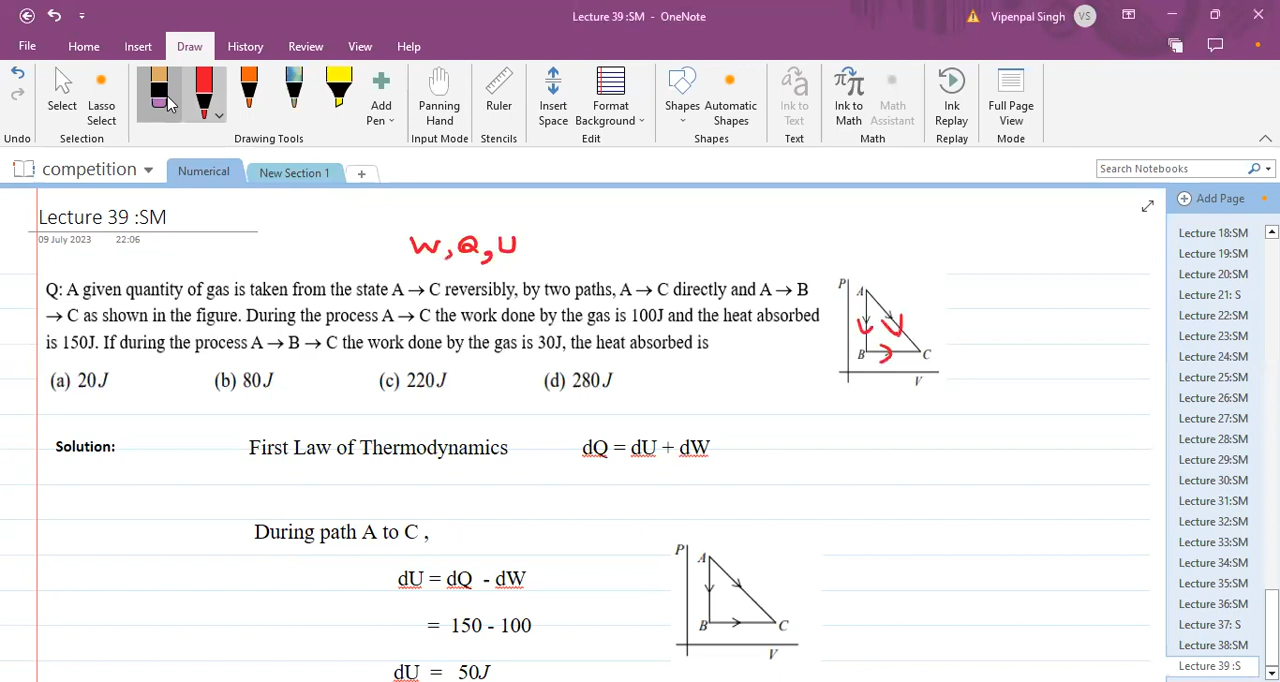 Lecture 39 :SM - OneNote
Vipenpal Singh VS
File Home Insert Draw History Review View Help
Select Lasso Select Add Pen Panning Hand Ruler Insert Space Format Background Shapes Automatic Shapes Ink to Text Ink to Math Math Assistant Ink Replay Full Page View
Undo Selection Drawing Tools Input Mode Stencils Edit Shapes Text Math Replay Mode
competition Numerical New Section 1 Search Notebooks
Add Page
Lecture 39 :SM
09 July 2023 22:06
W, Q, U
Q: A given quntity of gas is taken from the state A → C reversibly, by two paths, A → C directly and A → B
→ C as shown in the figure. During the process A → C the work done by the gas is 100J and the heat absorbed
is 150J. If during the process A → B → C the work done by the gas is 30J, the heat absorbed is
(a) 20J (b) 80J (c) 220J (d) 280J
P A B C V
Solution: First Law of Thermodynamics dQ = dU + dW
During path A to C ,
dU = dQ - dW
= 150 - 100
dU = 50J
P A B C V
Lecture 18:SM
Lecture 19:SM
Lecture 20:SM
Lecture 21: S
Lecture 22:SM
Lecture 23:SM
Lecture 24:SM
Lecture 25:SM
Lecture 26:SM
Lecture 27:SM
Lecture 28:SM
Lecture 29:SM
Lecture 30:SM
Lecture 31:SM
Lecture 32:SM
Lecture 33:SM
Lecture 34:SM
Lecture 35:SM
Lecture 36:SM
Lecture 37: S
Lecture 38:SM
Lecture 39 :S